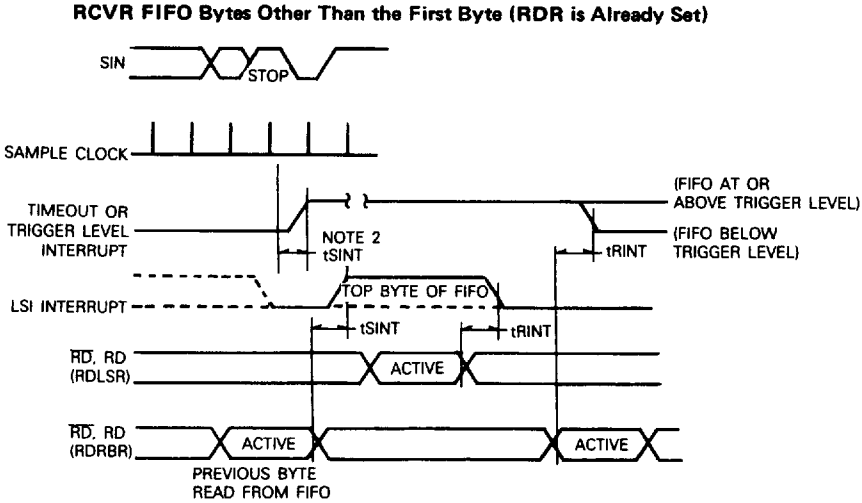 RCVR FIFO Bytes Other Than the First Byte (RDR is Already Set)
SIN
STOP
SAMPLE CLOCK
TIMEOUT OR
TRIGGER LEVEL
INTERRUPT
NOTE 2
tSINT
(FIFO AT OR
ABOVE TRIGGER LEVEL)
(FIFO BELOW
TRIGGER LEVEL)
tRINT
LSI INTERRUPT
TOP BYTE OF FIFO
tSINT
tRINT
R̅D̅, RD
(RDLSR)
ACTIVE
R̅D̅, RD
(RDRBR)
ACTIVE
ACTIVE
PREVIOUS BYTE
READ FROM FIFO